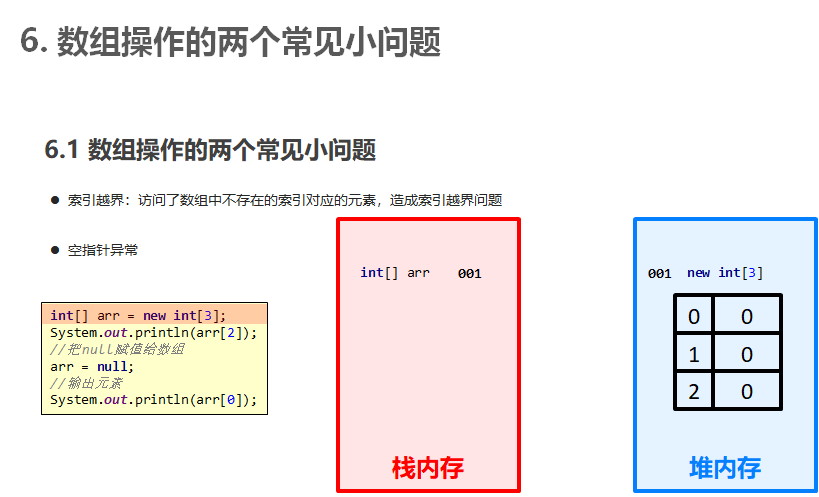 6. 数组操作的两个常见小问题
6.1 数组操作的两个常见小问题
● 索引越界：访问了数组中不存在的索引对应的元素，造成索引越界问题
● 空指针异常
int[] arr = new int[3];
System.out.println(arr[2]);
//把null赋值给数组
arr = null;
//输出元素
System.out.println(arr[0]);
int[] arr 001
栈内存
001 new int[3]
0 0
1 0
2 0
堆内存